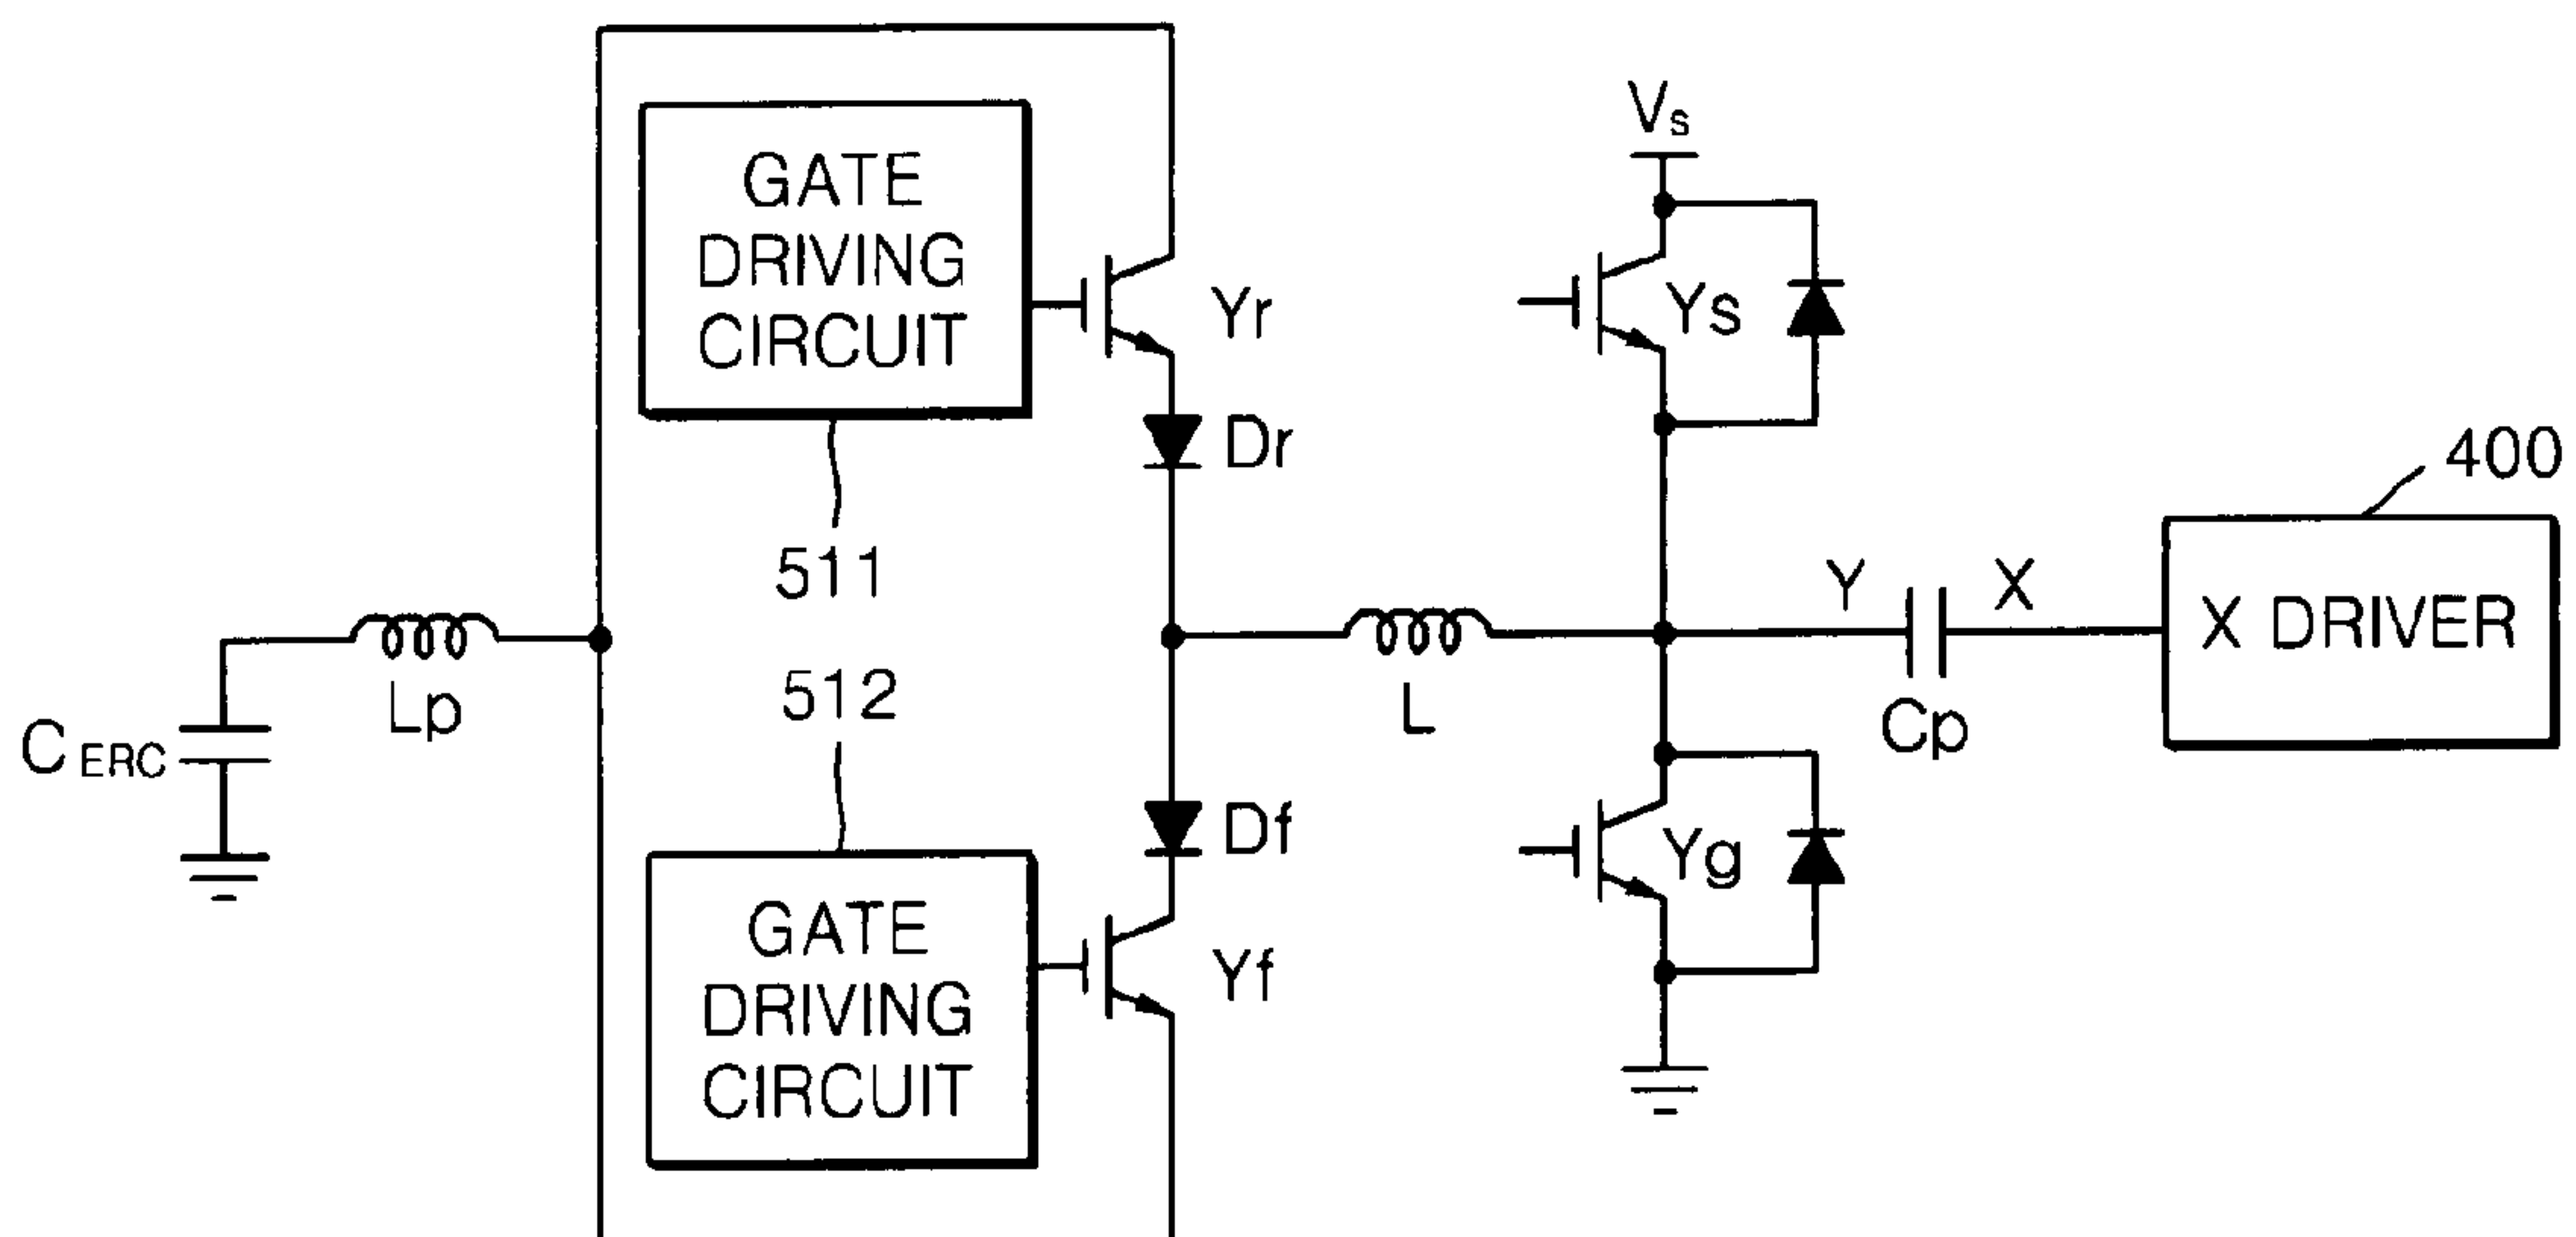 Vs
GATE
DRIVING
CIRCUIT
Yr
Ys
Dr
400
511
Y
X
X DRIVER
512
Lp
L
Cp
CERC
Df
Yg
GATE
DRIVING
CIRCUIT
Yf